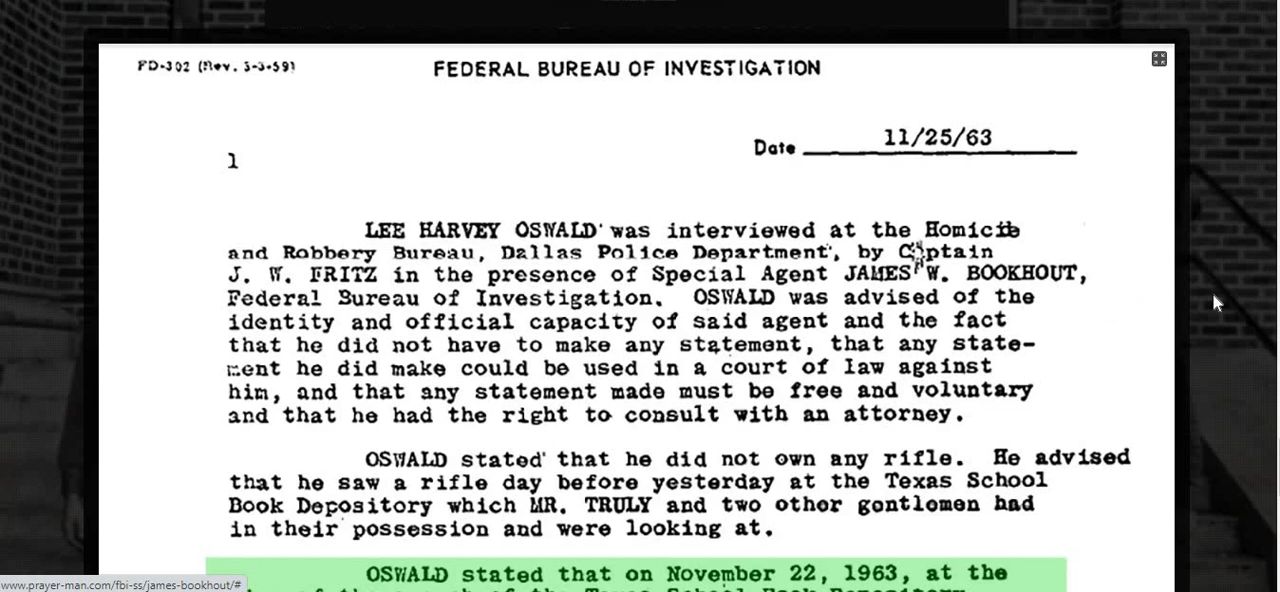 FD-302 (Rev. 3-3-59)
FEDERAL BUREAU OF INVESTIGATION
Date 11/25/63
1
LEE HARVEY OSWALD was interviewed at the Homicide
and Robbery Bureau, Dallas Police Department, by Captain
J. W. FRITZ in the presence of Special Agent JAMES W. BOOKHOUT,
Federal Bureau of Investigation. OSWALD was advised of the
identity and official capacity of said agent and the fact
that he did not have to make any statement, that any state-
ment he did make could be used in a court of law against
him, and that any statement made must be free and voluntary
and that he had the right to consult with an attorney.
OSWALD stated that he did not own any rifle. He advised
that he saw a rifle day before yesterday at the Texas School
Book Depository which MR. TRULY and two other gentlemen had
in their possession and were looking at.
OSWALD stated that on November 22, 1963, at the
www.prayer-man.com/fbi-ss/james-bookhout/#